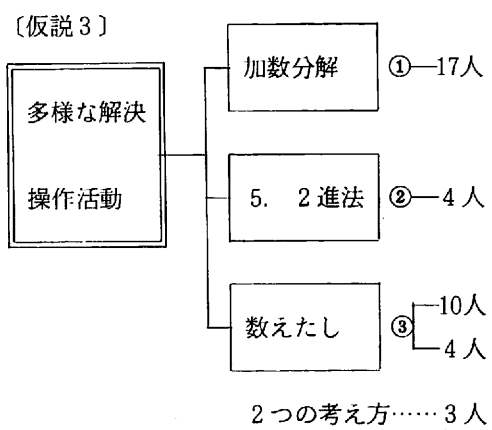 〔仮説3〕
多様な解決
操作活動
加数分解 ①—17人
5. 2進法 ②—4人
数えたし ③
10人
4人
2つの考え方……3人